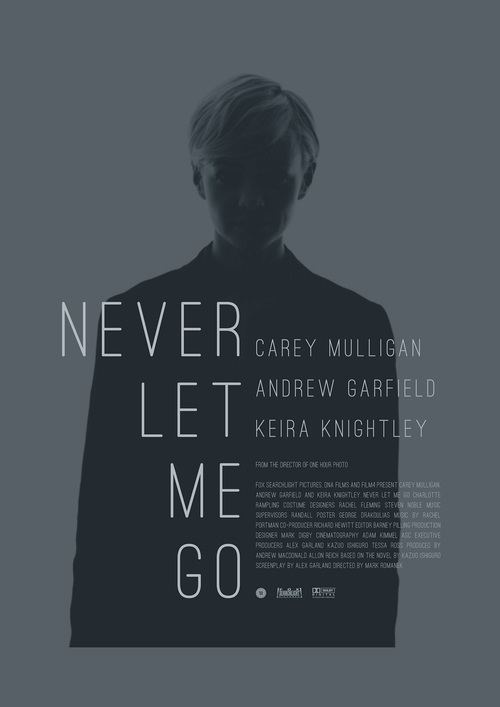 NEVER
LET
ME
GO
CAREY MULLIGAN
ANDREW GARFIELD
KEIRA KNIGHTLEY
FROM THE DIRECTOR OF ONE HOUR PHOTO
FOX SEARCHLIGHT PICTURES, DNA FILMS AND FILM4 PRESENT CAREY MULLIGAN,
ANDREW GARFIELD AND KEIRA KNIGHTLEY NEVER LET ME GO CHARLOTTE
RAMPLING COSTUME DESIGNERS RACHEL FLEMING STEVEN NOBLE MUSIC
SUPERVISORS RANDALL POSTER GEORGE DRAKOULIAS MUSIC BY RACHEL
PORTMAN CO-PRODUCER RICHARD HEWITT EDITOR BARNEY PILLING PRODUCTION
DESIGNER MARK DIGBY CINEMATOGRAPHY ADAM KIMMEL ASC EXECUTIVE
PRODUCERS ALEX GARLAND KAZUO ISHIGURO TESSA ROSS PRODUCED BY
ANDREW MACDONALD ALLON REICH BASED ON THE NOVEL BY KAZUO ISHIGURO
SCREENPLAY BY ALEX GARLAND DIRECTED BY MARK ROMANEK